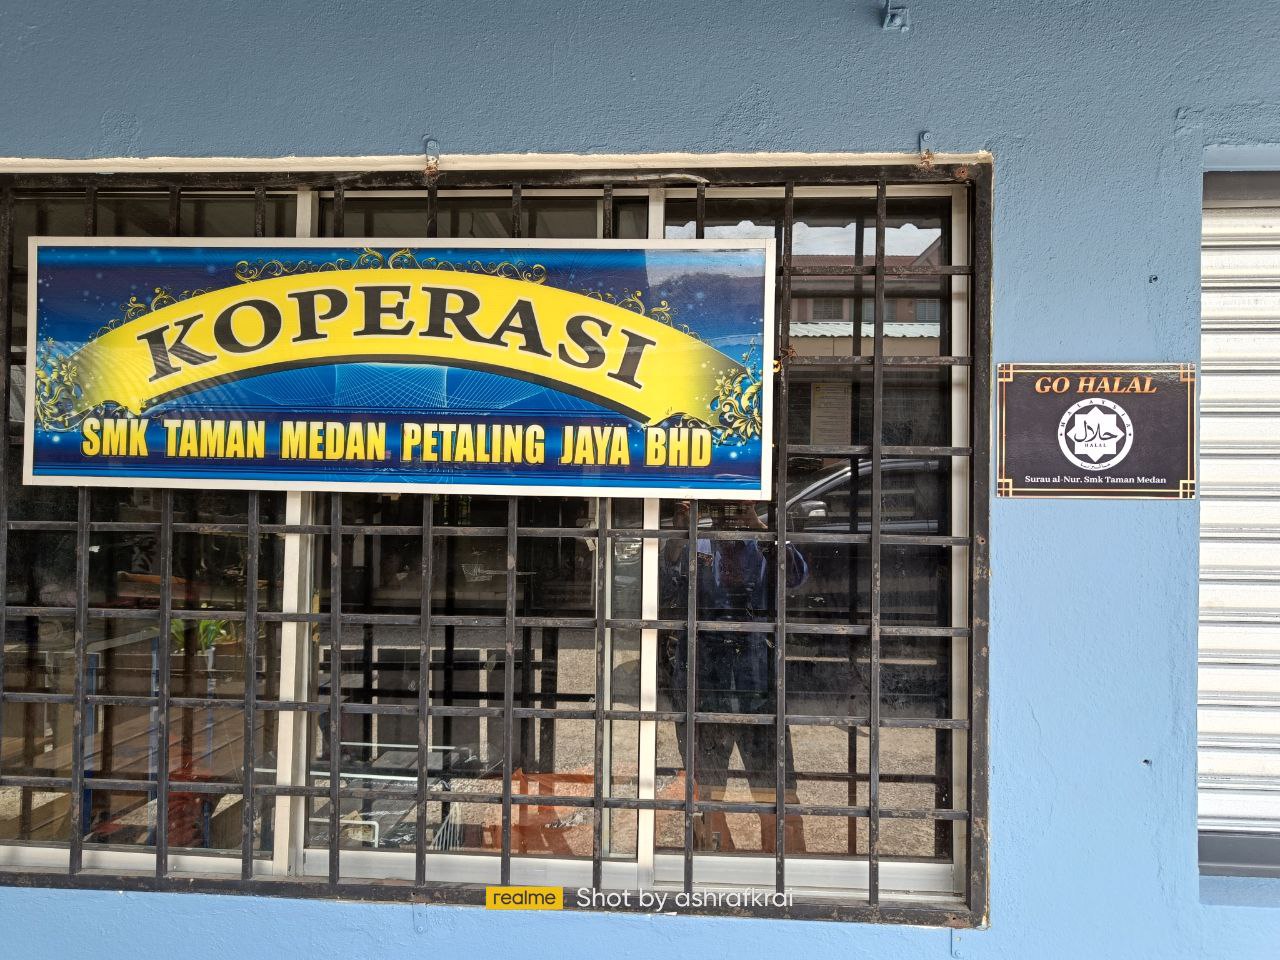 KOPERASI
SMK TAMAN MEDAN PETALING JAYA BHD
GO HALAL
MALAYSIA
حلال
HALAL
Surau al-Nur, Smk Taman Medan
realme Shot by ashrafkrai